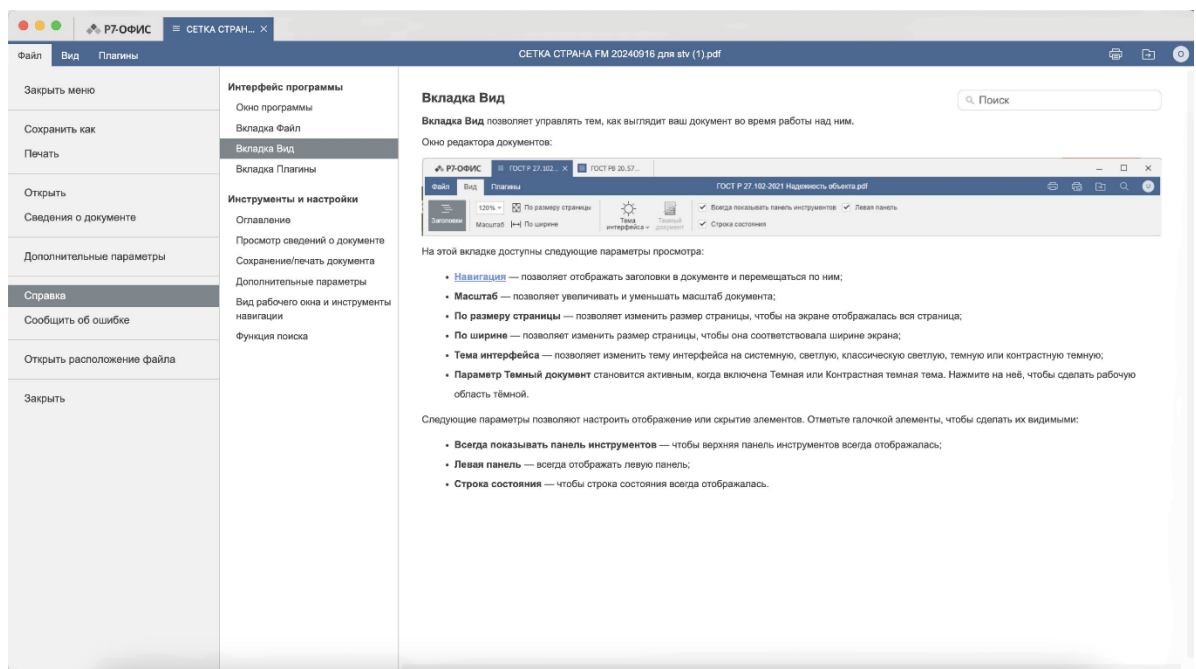 Р7-ОФИС
СЕТКА СТРАН...
Файл Вид Плагины
СЕТКА СТРАНА FM 20240916 для stv (1).pdf
Закрыть меню
Сохранить как
Печать
Открыть
Сведения о документе
Дополнительные параметры
Справка
Сообщить об ошибке
Открыть расположение файла
Закрыть
Интерфейс программы
Окно программы
Вкладка Файл
Вкладка Вид
Вкладка Плагины
Инструменты и настройки
Оглавление
Просмотр сведений о документе
Сохранение/печать документа
Дополнительные параметры
Вид рабочего окна и инструменты
навигации
Функция поиска
Вкладка Вид
Поиск
Вкладка Вид позволяет управлять тем, как выглядит ваш документ во время работы над ним.
Окно редактора документов:
Р7-ОФИС
ГОСТ Р 27.102...
ГОСТ РВ 20.57...
Файл Вид Плагины
ГОСТ Р 27.102-2021 Надежность объекта.pdf
Заголовки
120%
По размеру страницы
Масштаб
По ширине
Тема
интерфейса
Темный
документ
Всегда показывать панель инструментов
Левая панель
Строка состояния
На этой вкладке доступны следующие параметры просмотра:
• Навигация — позволяет отображать заголовки в документе и перемещаться по ним;
• Масштаб — позволяет увеличивать и уменьшать масштаб документа;
• По размеру страницы — позволяет изменить размер страницы, чтобы на экране отображалась вся страница;
• По ширине — позволяет изменить размер страницы, чтобы она соответствовала ширине экрана;
• Тема интерфейса — позволяет изменить тему интерфейса на системную, светлую, классическую светлую, темную или контрастную темную;
• Параметр Темный документ становится активным, когда включена Темная или Контрастная темная тема. Нажмите на неё, чтобы сделать рабочую
область тёмной.
Следующие параметры позволяют настроить отображение или скрытие элементов. Отметьте галочкой элементы, чтобы сделать их видимыми:
• Всегда показывать панель инструментов — чтобы верхняя панель инструментов всегда отображалась;
• Левая панель — всегда отображать левую панель;
• Строка состояния — чтобы строка состояния всегда отображалась.